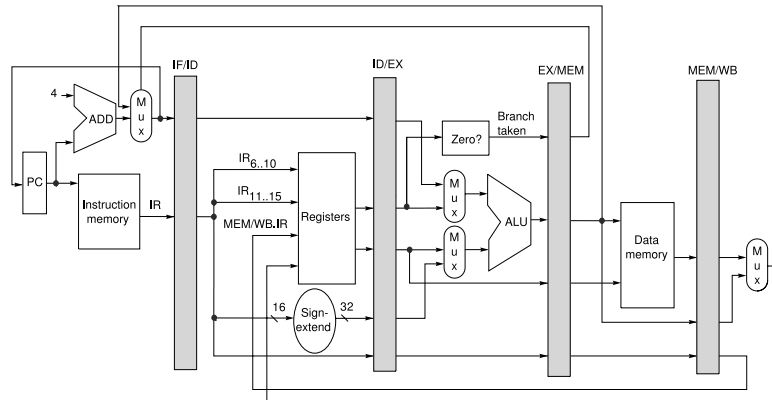 IF/ID
ID/EX
EX/MEM
MEM/WB
4
ADD
M
u
x
Branch
taken
Zero?
PC
Instruction
memory
IR
IR6..10
IR11..15
MEM/WB.IR
Registers
M
u
x
M
u
x
ALU
Data
memory
M
u
x
16
Sign-
extend
32